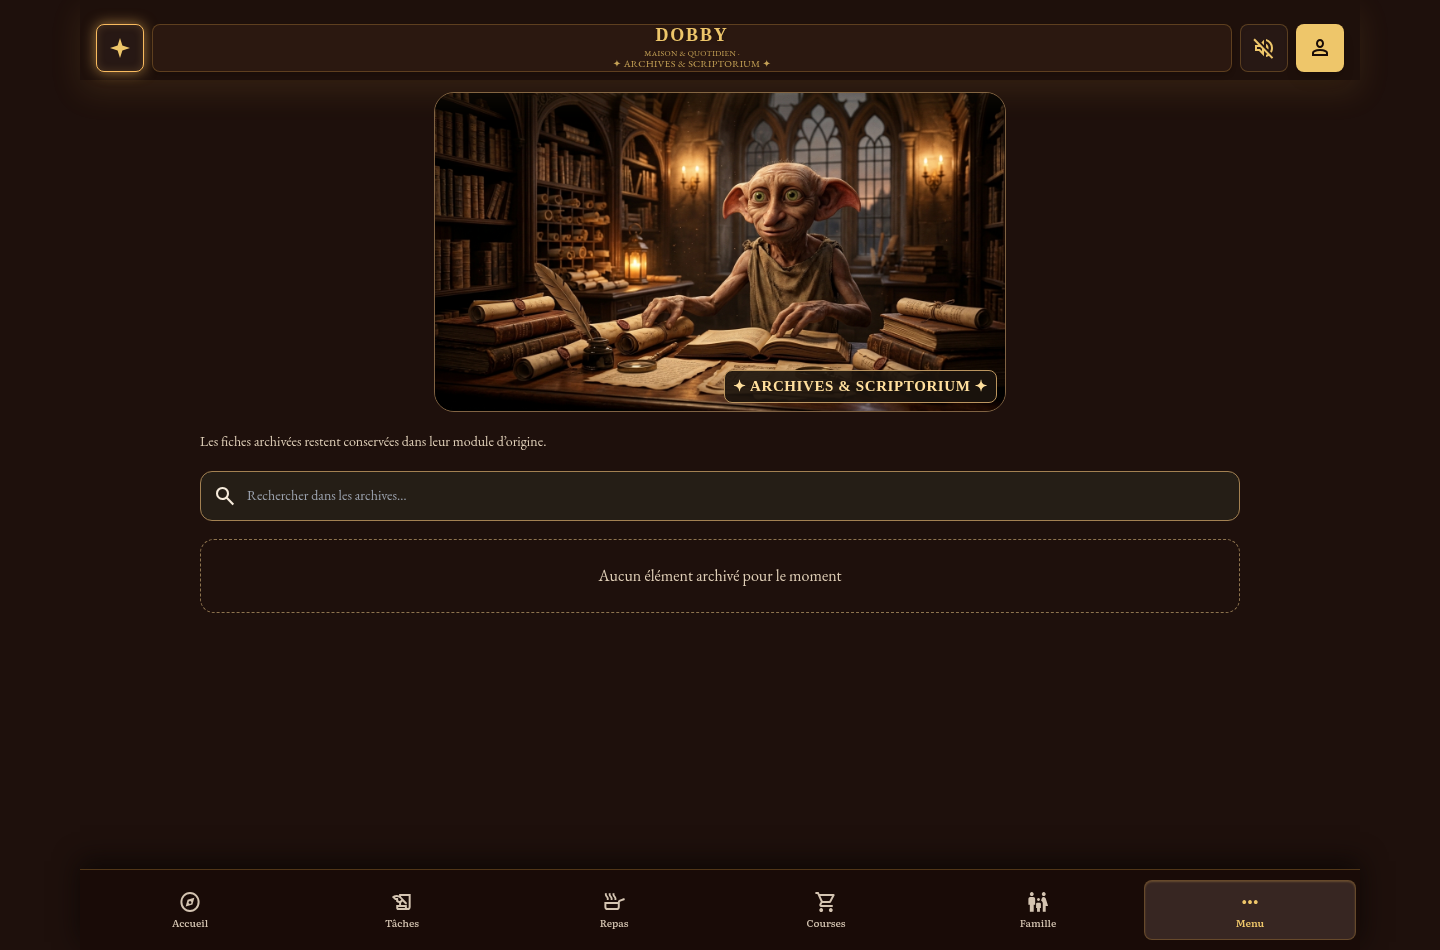 DOBBY
MAISON & QUOTIDIEN ·
✦ ARCHIVES & SCRIPTORIUM ✦
✦ ARCHIVES & SCRIPTORIUM ✦
Les fiches archivées restent conservées dans leur module d’origine.
Rechercher dans les archives…
Aucun élément archivé pour le moment
Accueil
Tâches
Repas
Courses
Famille
Menu